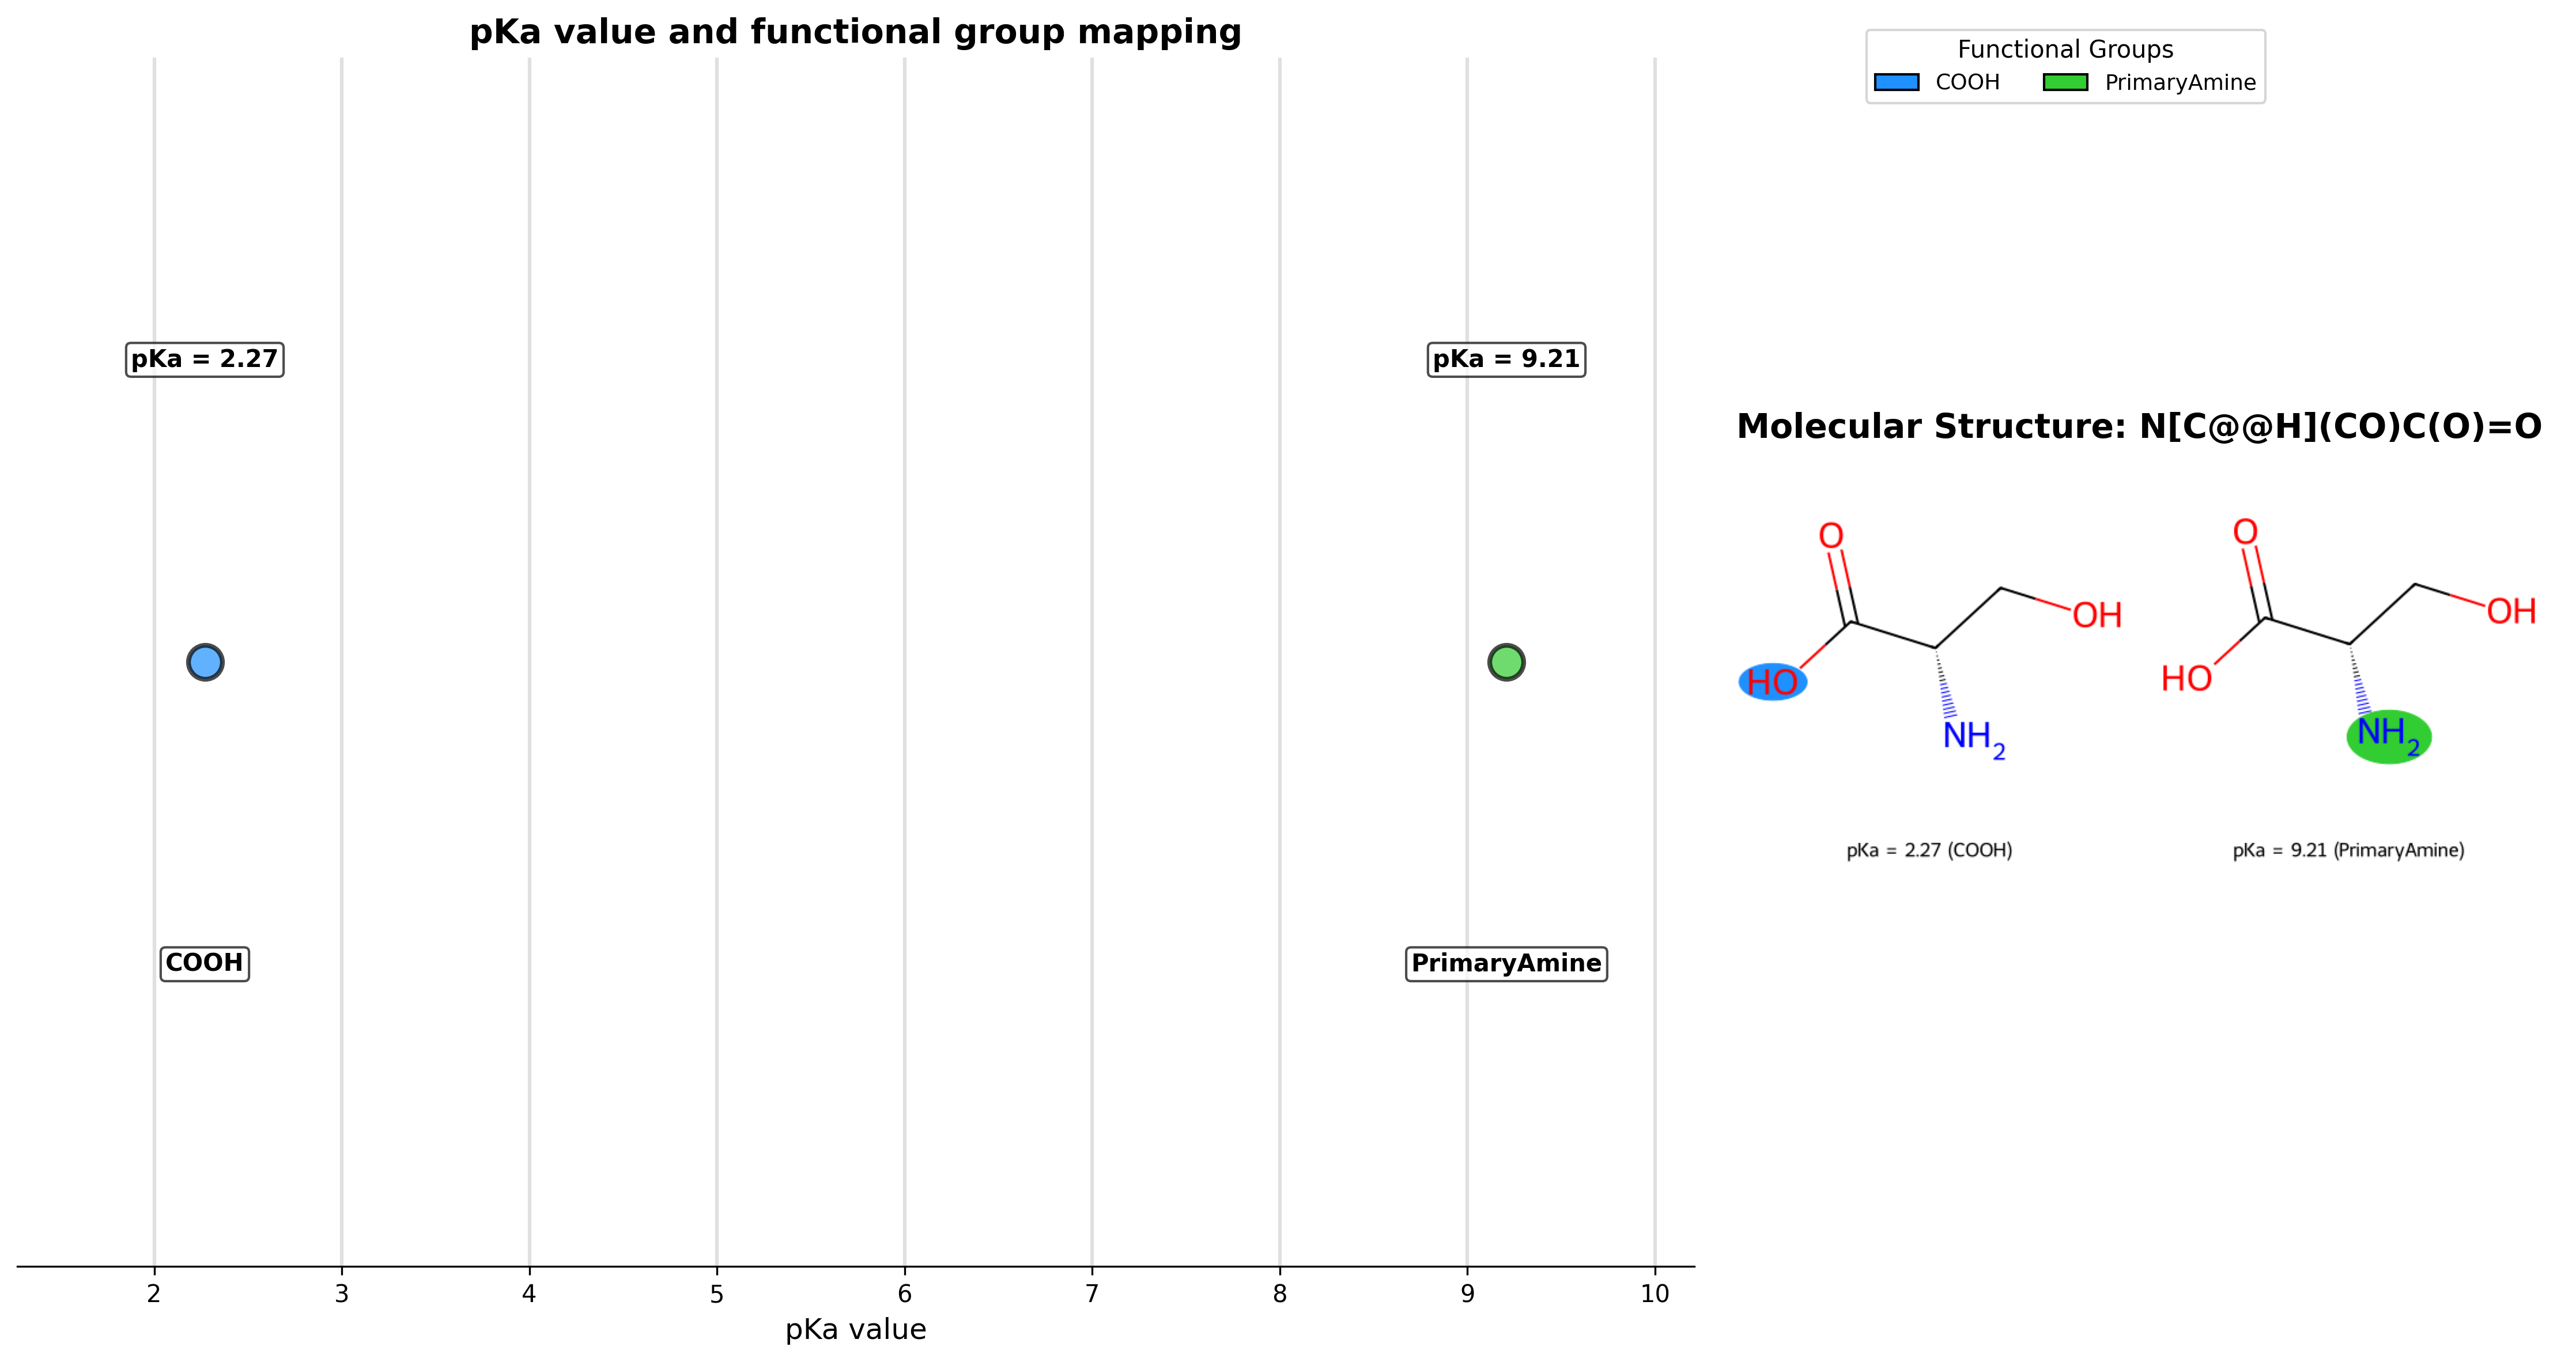 pKa value and functional group mapping
pKa = 2.27
pKa = 9.21
COOH
PrimaryAmine
2 3 4 5 6 7 8 9 10
pKa value
Functional Groups
COOH PrimaryAmine
Molecular Structure: N[C@@H](CO)C(O)=O
O
OH
HO
NH2
O
OH
HO
NH2
pKa = 2.27 (COOH)
pKa = 9.21 (PrimaryAmine)